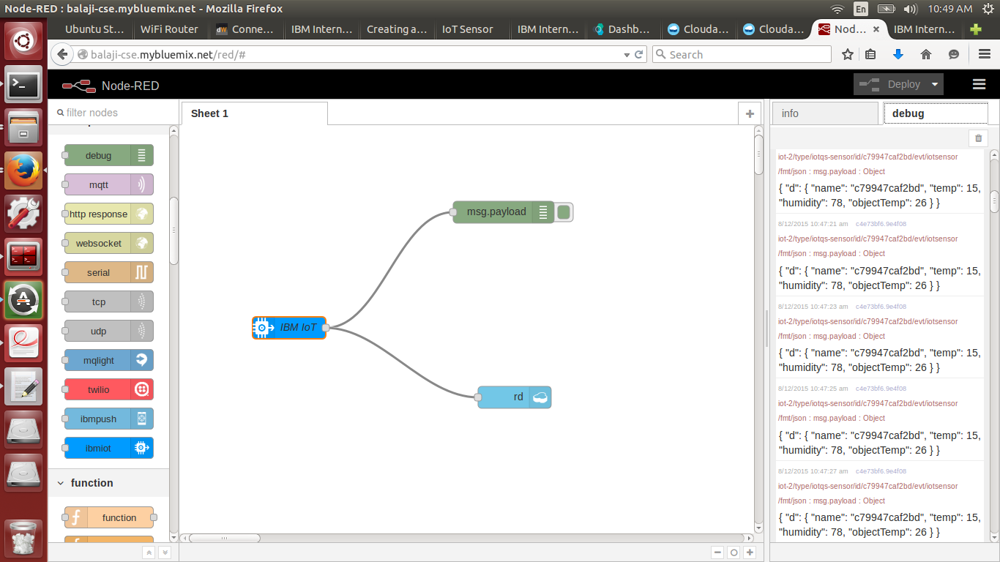 Node-RED : balaji-cse.mybluemix.net - Mozilla Firefox
En
10:49 AM
Ubuntu St...
WiFi Router
dW Conne...
IBM Intern...
Creating a...
IoT Sensor
IBM Intern...
Dashb...
Clouda...
Clouda...
Nod...
IBM Intern...
balaji-cse.mybluemix.net/red/#
Search
Node-RED
Deploy
filter nodes
Sheet 1
info
debug
debug
mqtt
http response
websocket
serial
tcp
udp
mqlight
twilio
ibmpush
ibmiot
function
function
msg.payload
IBM IoT
rd
iot-2/type/iotqs-sensor/id/c79947caf2bd/evt/iotsensor
/fmt/json : msg.payload : Object
{ "d": { "name": "c79947caf2bd", "temp": 15,
"humidity": 78, "objectTemp": 26 } }
8/12/2015 10:47:21 am c4e73bf6.9e4f08
iot-2/type/iotqs-sensor/id/c79947caf2bd/evt/iotsensor
/fmt/json : msg.payload : Object
{ "d": { "name": "c79947caf2bd", "temp": 15,
"humidity": 78, "objectTemp": 26 } }
8/12/2015 10:47:23 am c4e73bf6.9e4f08
iot-2/type/iotqs-sensor/id/c79947caf2bd/evt/iotsensor
/fmt/json : msg.payload : Object
{ "d": { "name": "c79947caf2bd", "temp": 15,
"humidity": 78, "objectTemp": 26 } }
8/12/2015 10:47:25 am c4e73bf6.9e4f08
iot-2/type/iotqs-sensor/id/c79947caf2bd/evt/iotsensor
/fmt/json : msg.payload : Object
{ "d": { "name": "c79947caf2bd", "temp": 15,
"humidity": 78, "objectTemp": 26 } }
8/12/2015 10:47:27 am c4e73bf6.9e4f08
iot-2/type/iotqs-sensor/id/c79947caf2bd/evt/iotsensor
/fmt/json : msg.payload : Object
{ "d": { "name": "c79947caf2bd", "temp": 15,
"humidity": 78, "objectTemp": 26 } }